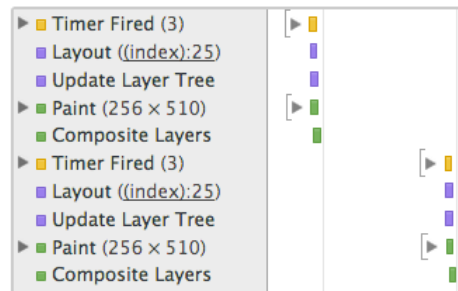 Timer Fired (3)
Layout ((index):25)
Update Layer Tree
Paint (256 × 510)
Composite Layers
Timer Fired (3)
Layout ((index):25)
Update Layer Tree
Paint (256 × 510)
Composite Layers